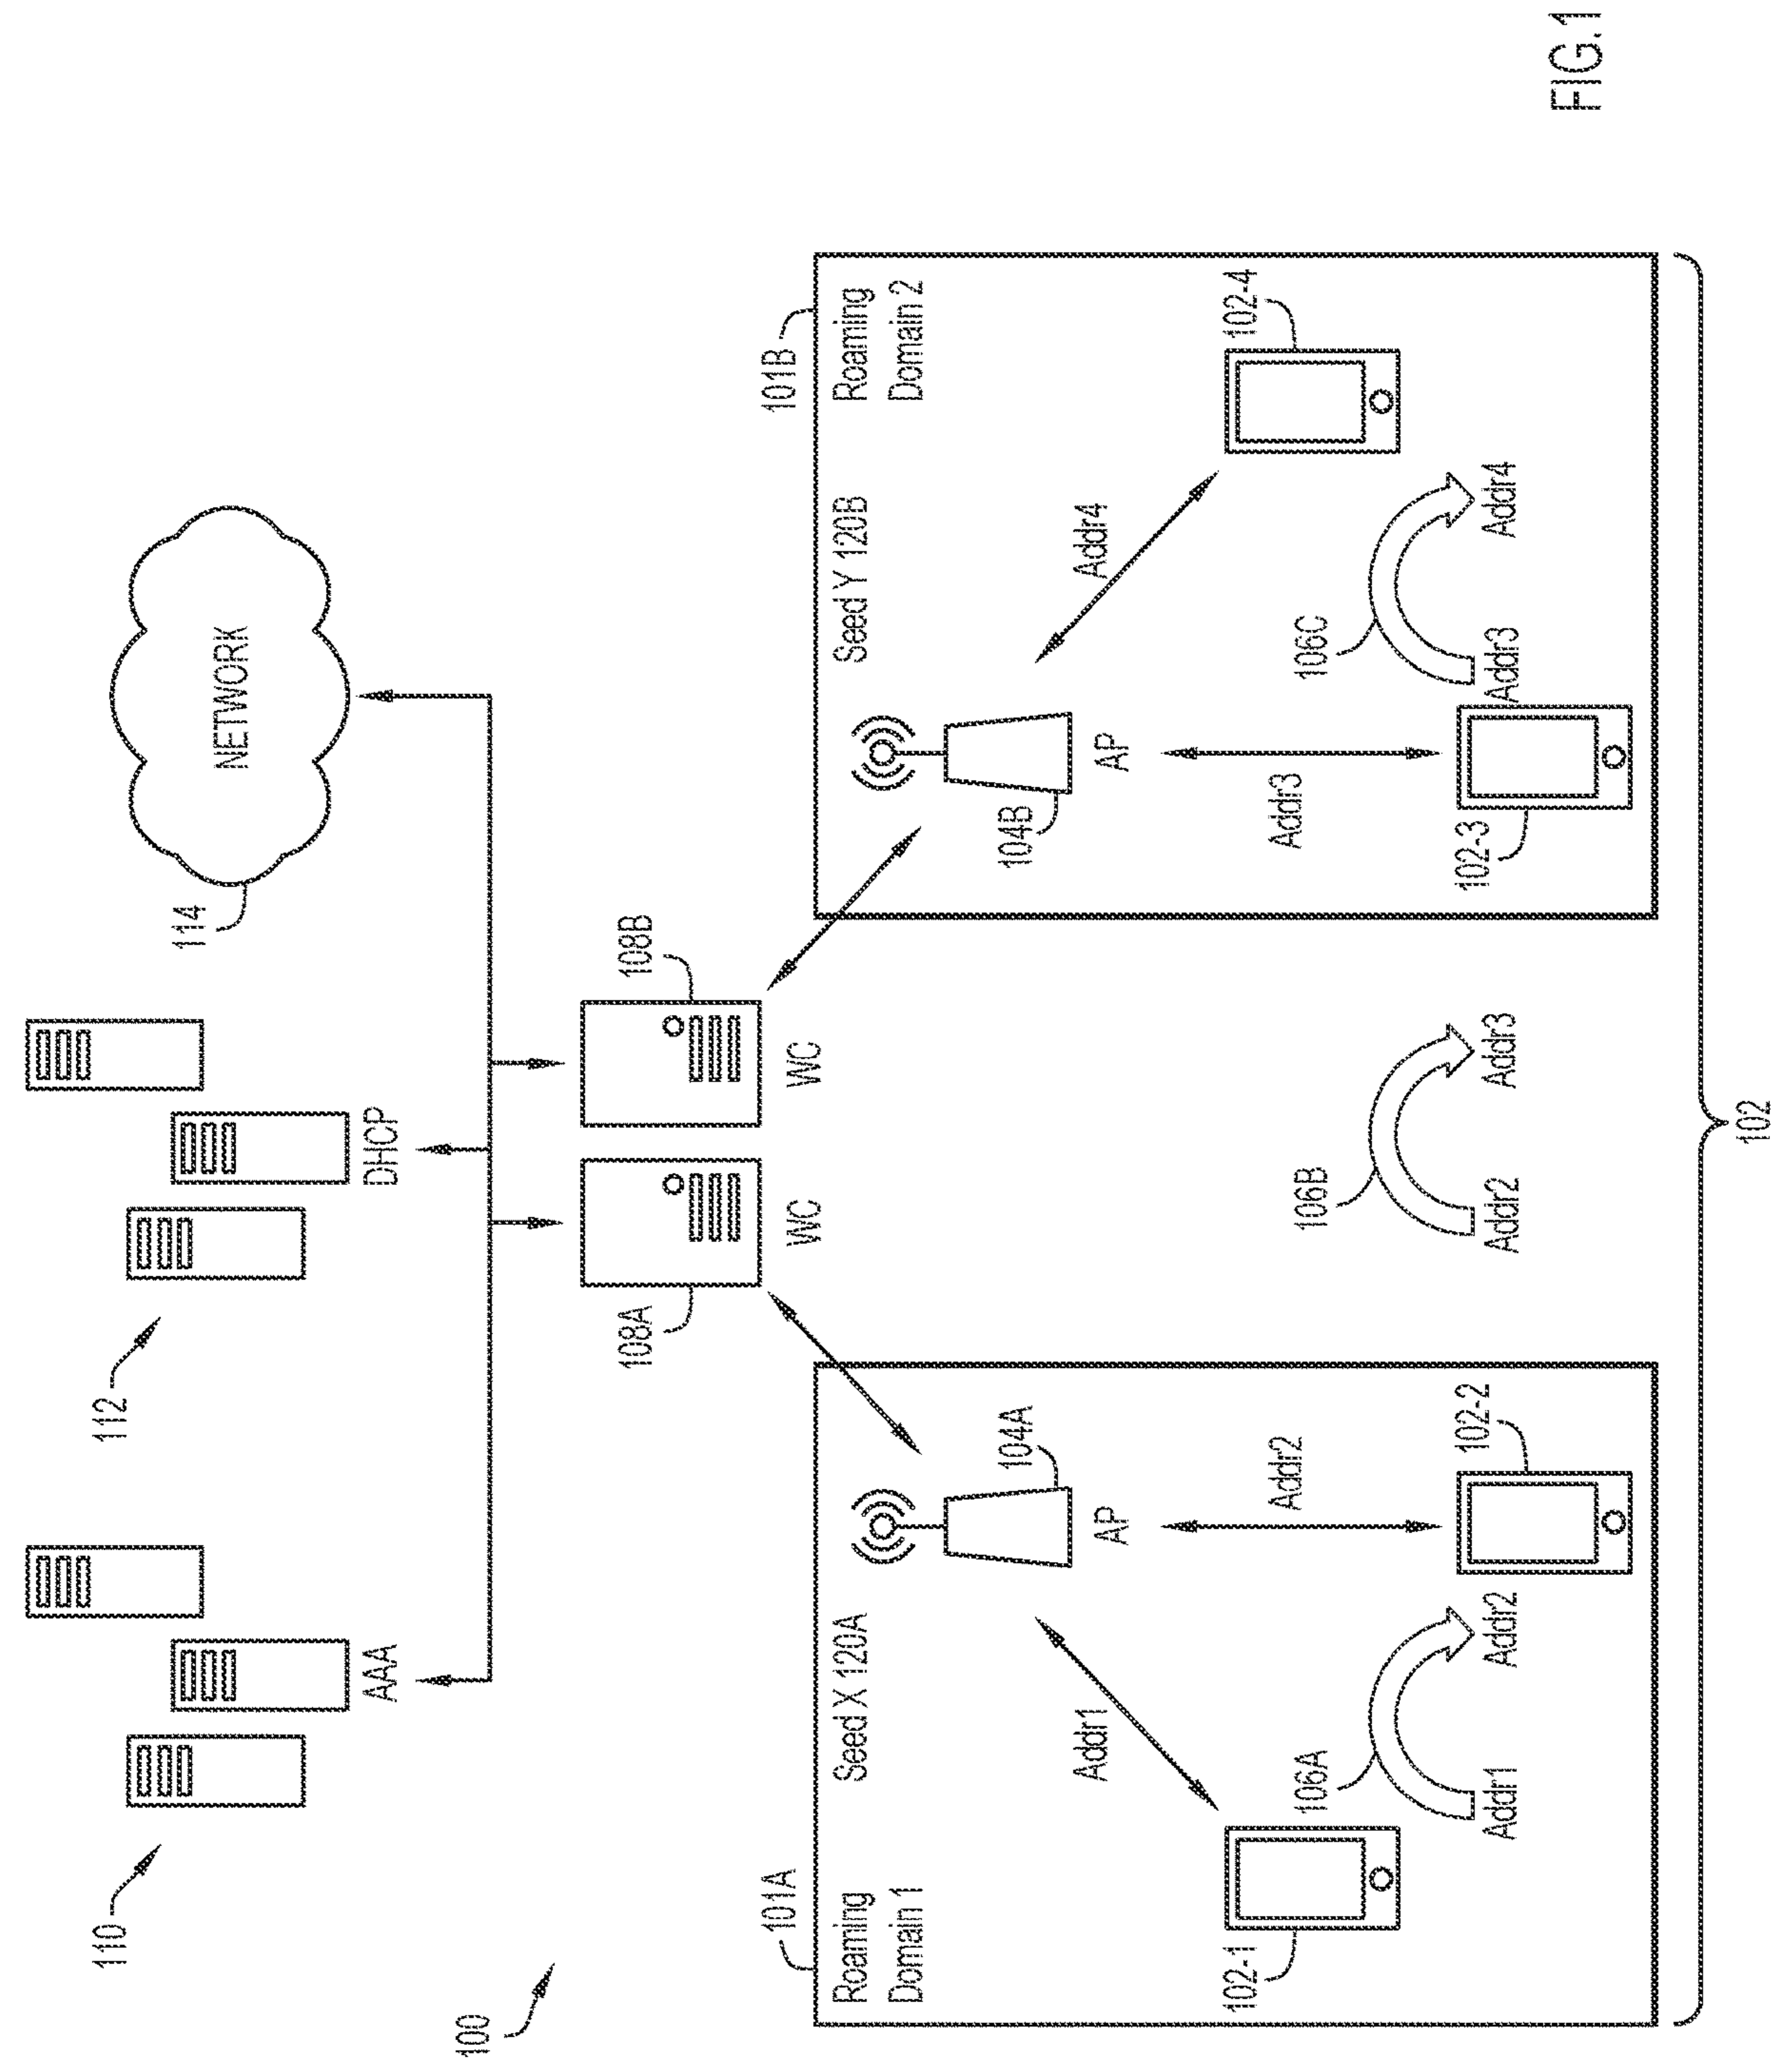 100
110
AAA
112
DHCP
114
NETWORK
108A
WC
108B
WC
101A
Roaming
Domain 1
Seed X 120A
104A
AP
Addr1
Addr2
102-1
102-2
106A
Addr1
Addr2
106B
Addr2
Addr3
101B
Seed Y 120B
Roaming
Domain 2
104B
AP
Addr3
Addr4
102-3
102-4
106C
Addr3
Addr4
102
FIG.1